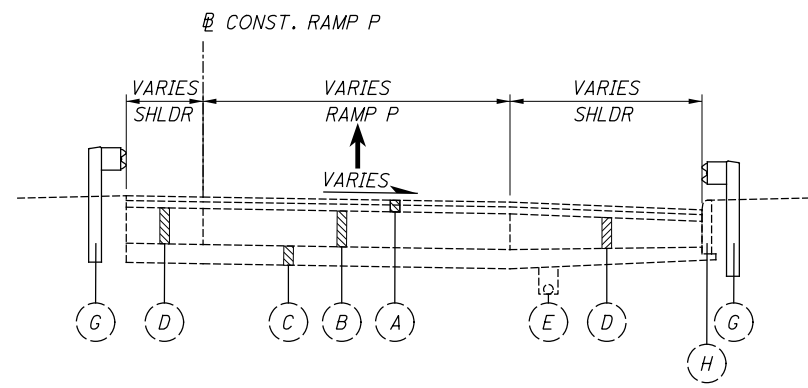 ℄ CONST. RAMP P
VARIES VARIES VARIES
SHLDR RAMP P SHLDR
VARIES
G D C B A E D G
H